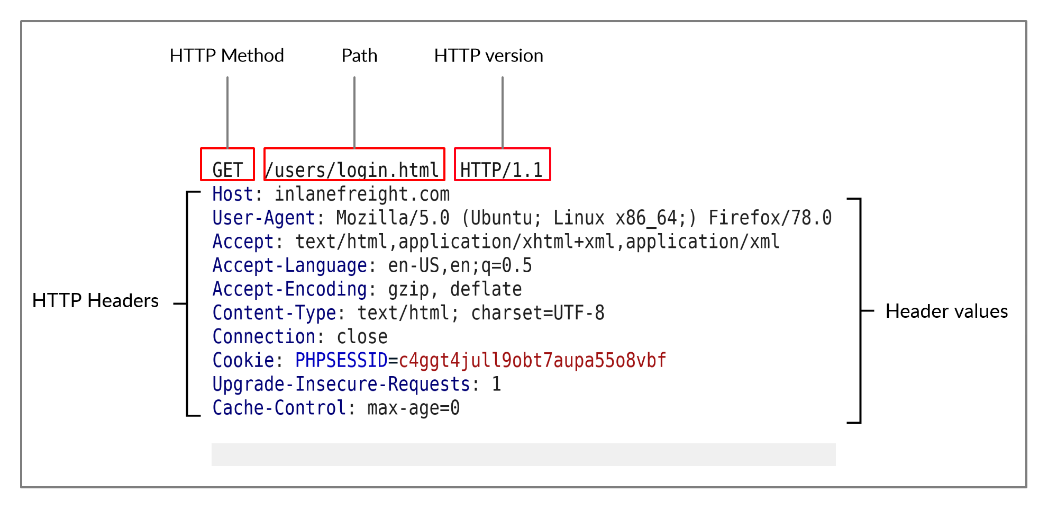 HTTP Method Path HTTP version
GET /users/login.html HTTP/1.1
Host: inlanefreight.com
User-Agent: Mozilla/5.0 (Ubuntu; Linux x86_64;) Firefox/78.0
Accept: text/html,application/xhtml+xml,application/xml
Accept-Language: en-US,en;q=0.5
Accept-Encoding: gzip, deflate
Content-Type: text/html; charset=UTF-8
Connection: close
Cookie: PHPSESSID=c4ggt4jull9obt7aupa55o8vbf
Upgrade-Insecure-Requests: 1
Cache-Control: max-age=0
HTTP Headers
Header values